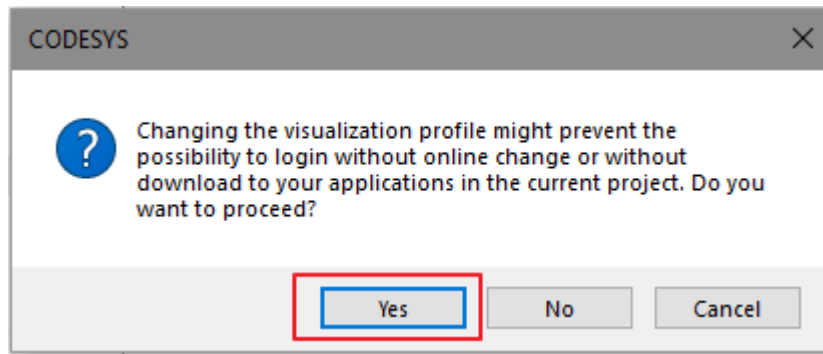 CODESYS
Changing the visualization profile might prevent the
possibility to login without online change or without
download to your applications in the current project. Do you
want to proceed?
Yes No Cancel